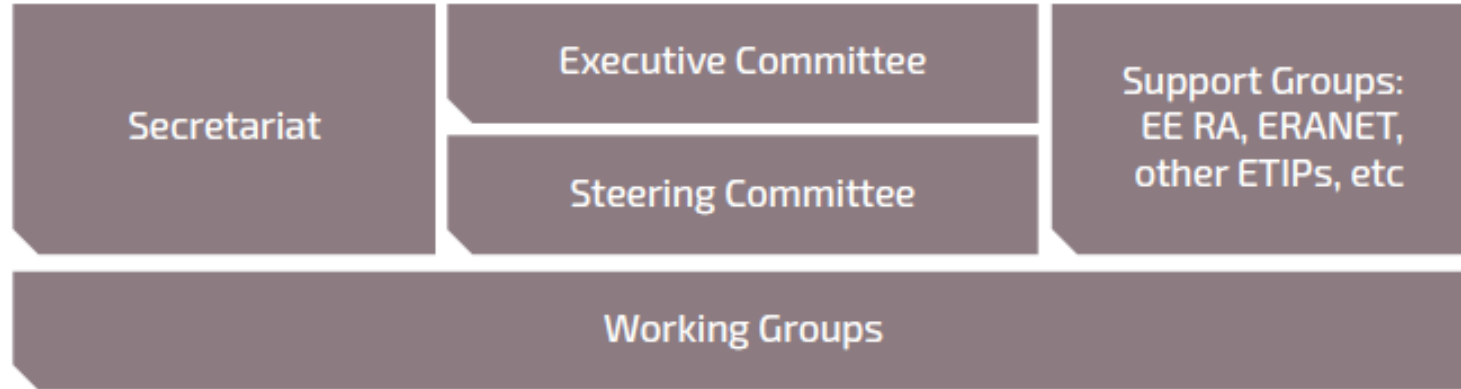 Secretariat
Executive Committee
Steering Committee
Support Groups:
EE RA, ERANET,
other ETIPs, etc
Working Groups